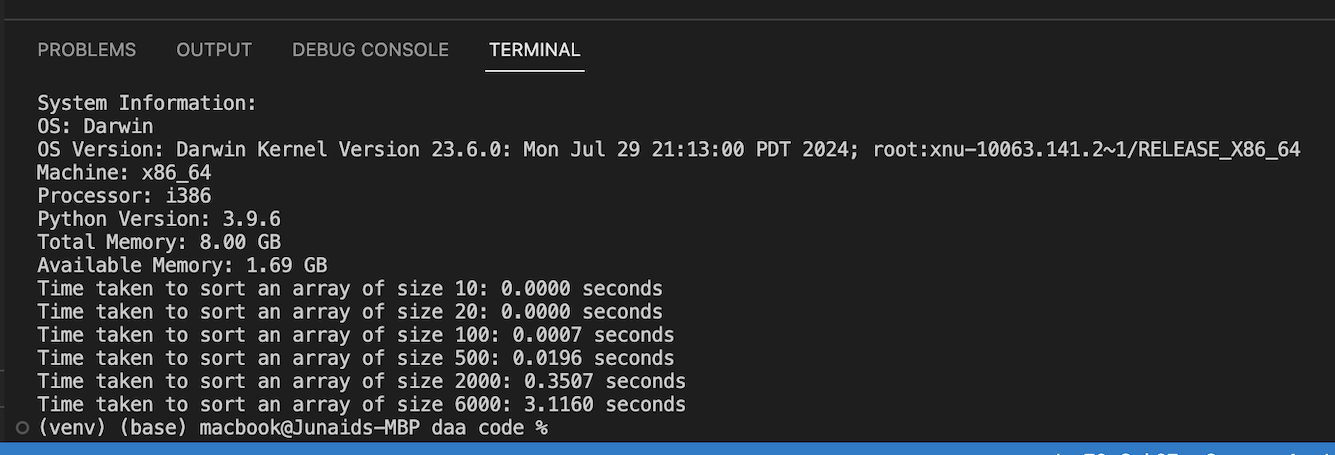 PROBLEMS OUTPUT DEBUG CONSOLE TERMINAL
System Information:
OS: Darwin
OS Version: Darwin Kernel Version 23.6.0: Mon Jul 29 21:13:00 PDT 2024; root:xnu-10063.141.2~1/RELEASE_X86_64
Machine: x86_64
Processor: i386
Python Version: 3.9.6
Total Memory: 8.00 GB
Available Memory: 1.69 GB
Time taken to sort an array of size 10: 0.0000 seconds
Time taken to sort an array of size 20: 0.0000 seconds
Time taken to sort an array of size 100: 0.0007 seconds
Time taken to sort an array of size 500: 0.0196 seconds
Time taken to sort an array of size 2000: 0.3507 seconds
Time taken to sort an array of size 6000: 3.1160 seconds
(venv) (base) macbook@Junaids-MBP daa code %